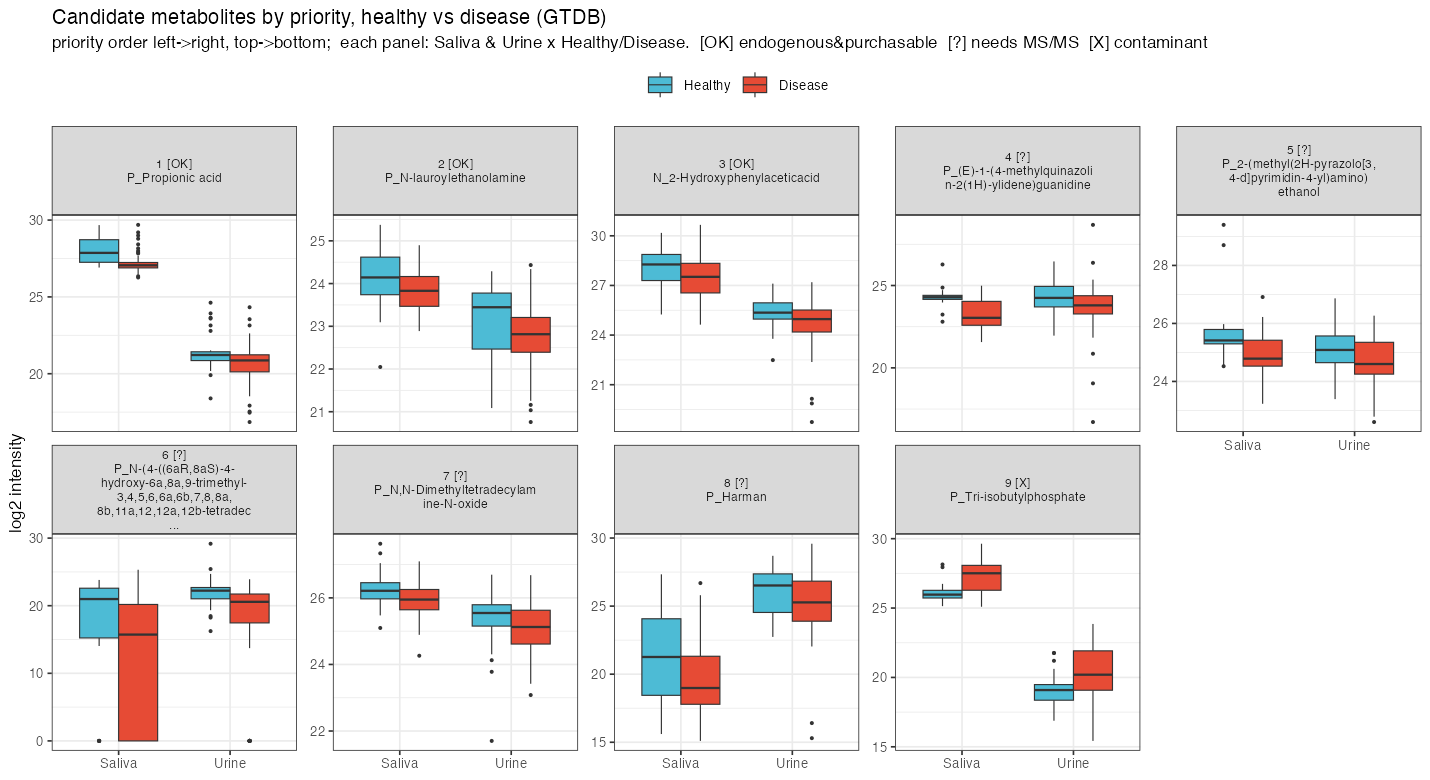 Candidate metabolites by priority, healthy vs disease (GTDB)
priority order left->right, top->bottom;  each panel: Saliva & Urine x Healthy/Disease.  [OK] endogenous&purchasable  [?] needs MS/MS  [X] contaminant
Healthy
Disease
log2 intensity
1 [OK]
P_Propionic acid
30
25
20
2 [OK]
P_N-lauroylethanolamine
25
24
23
22
21
3 [OK]
N_2-Hydroxyphenylaceticacid
30
27
24
21
4 [?]
P_(E)-1-(4-methylquinazoli
n-2(1H)-ylidene)guanidine
25
20
5 [?]
P_2-(methyl(2H-pyrazolo[3,
4-d]pyrimidin-4-yl)amino)
ethanol
28
26
24
Saliva
Urine
6 [?]
P_N-(4-((6aR,8aS)-4-
hydroxy-6a,8a,9-trimethyl-
3,4,5,6,6a,6b,7,8,8a,
8b,11a,12,12a,12b-tetradec
...
30
20
10
0
Saliva
Urine
7 [?]
P_N,N-Dimethyltetradecylam
ine-N-oxide
26
24
22
Saliva
Urine
8 [?]
P_Harman
30
25
20
15
Saliva
Urine
9 [X]
P_Tri-isobutylphosphate
30
25
20
15
Saliva
Urine